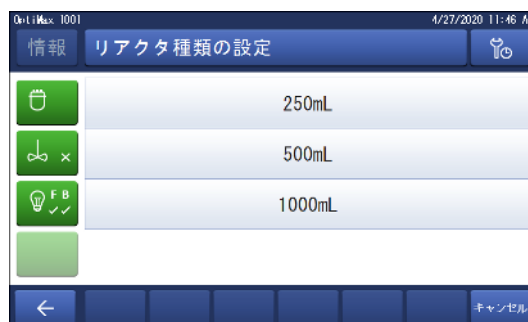 OptiMax 1001
4/27/2020 11:46 A
情報
リアクタ種類の設定
250mL
500mL
F B
1000mL
キャンセル